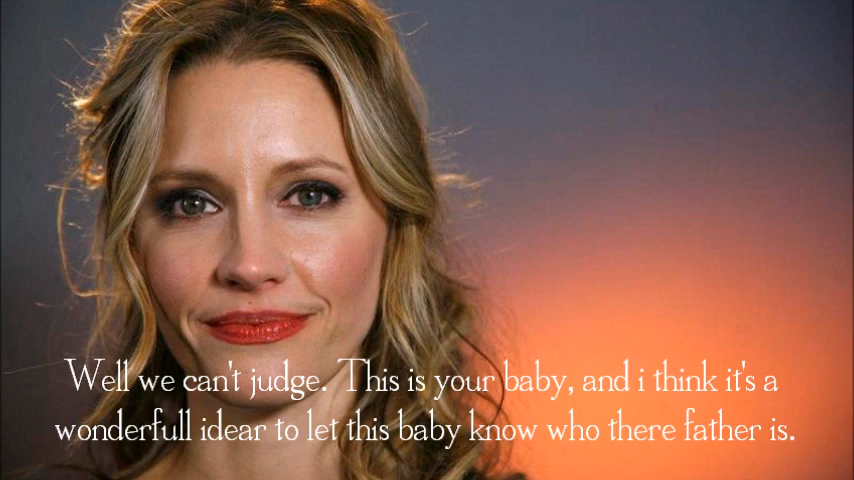 Well we can't judge. This is your baby, and i think it's a
wonderfull idear to let this baby know who there father is.